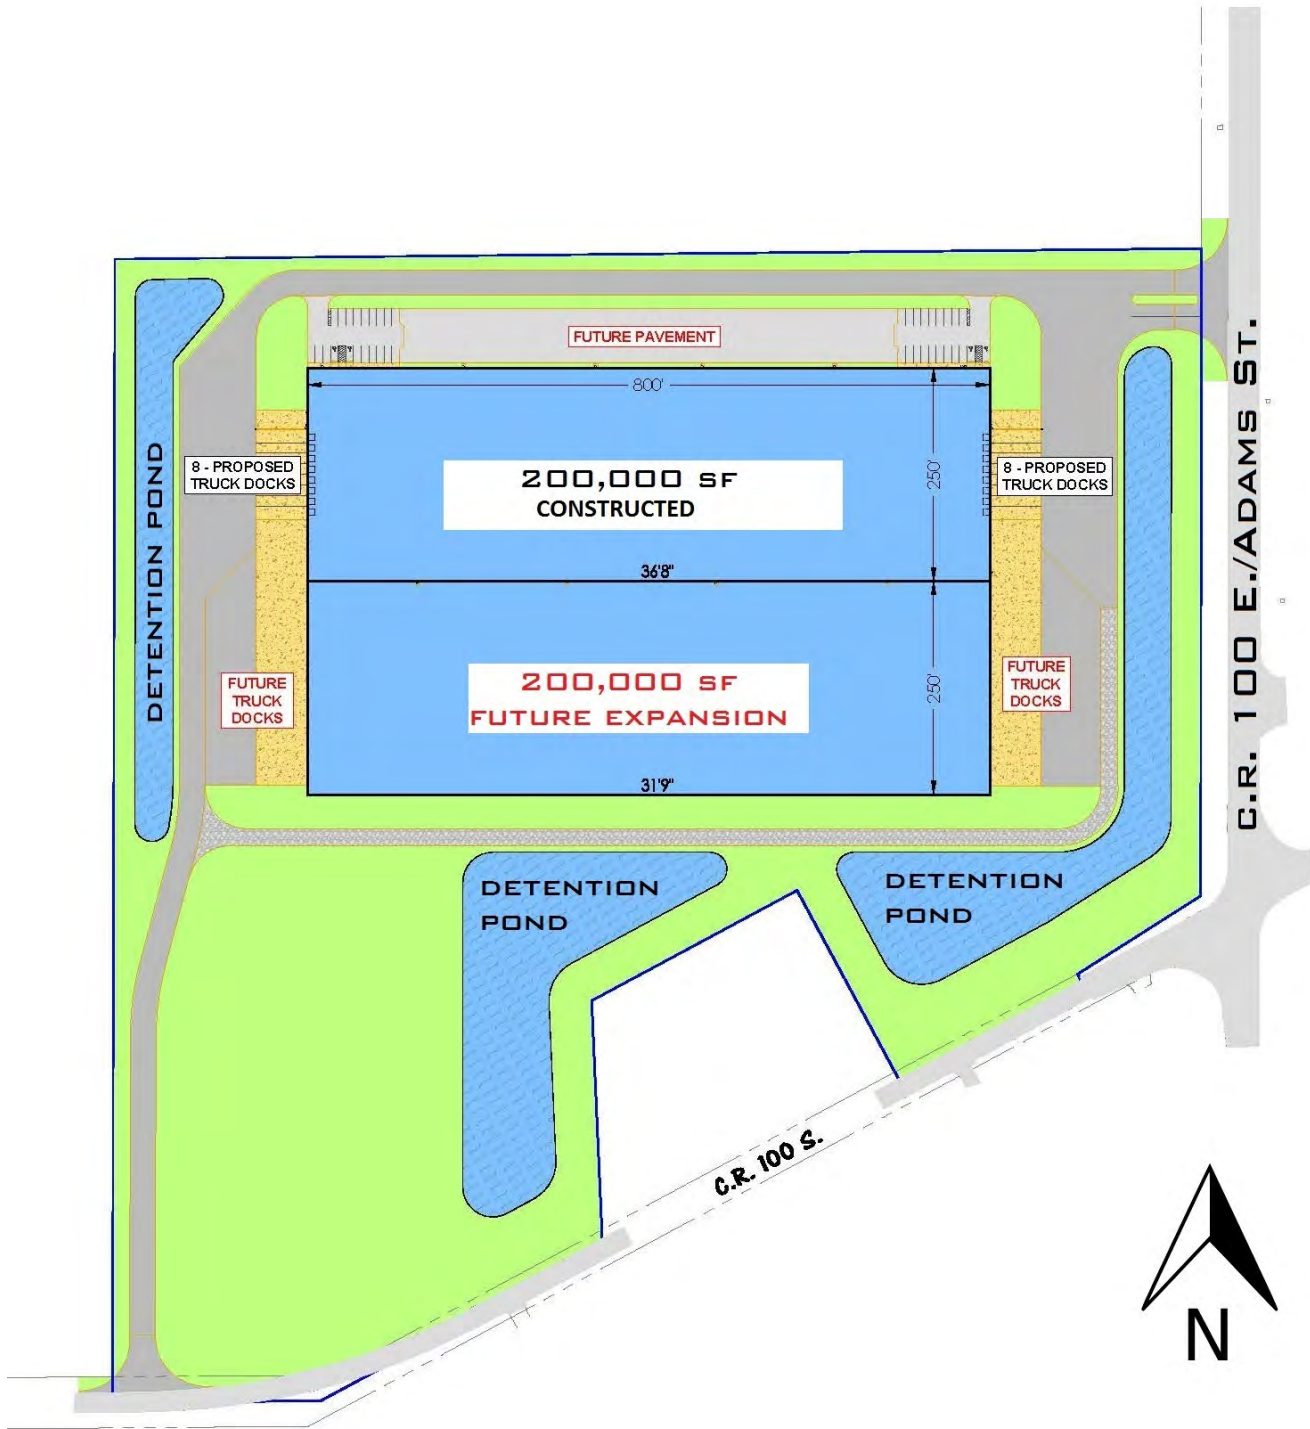 FUTURE PAVEMENT
800'
C.R. 100 E./ADAMS ST.
DETENTION POND
8 - PROPOSED
TRUCK DOCKS
200,000 SF
CONSTRUCTED
250'
8 - PROPOSED
TRUCK DOCKS
36'8"
FUTURE
TRUCK
DOCKS
200,000 SF
FUTURE EXPANSION
250'
FUTURE
TRUCK
DOCKS
31'9"
DETENTION
POND
DETENTION
POND
C.R. 100 S.
N